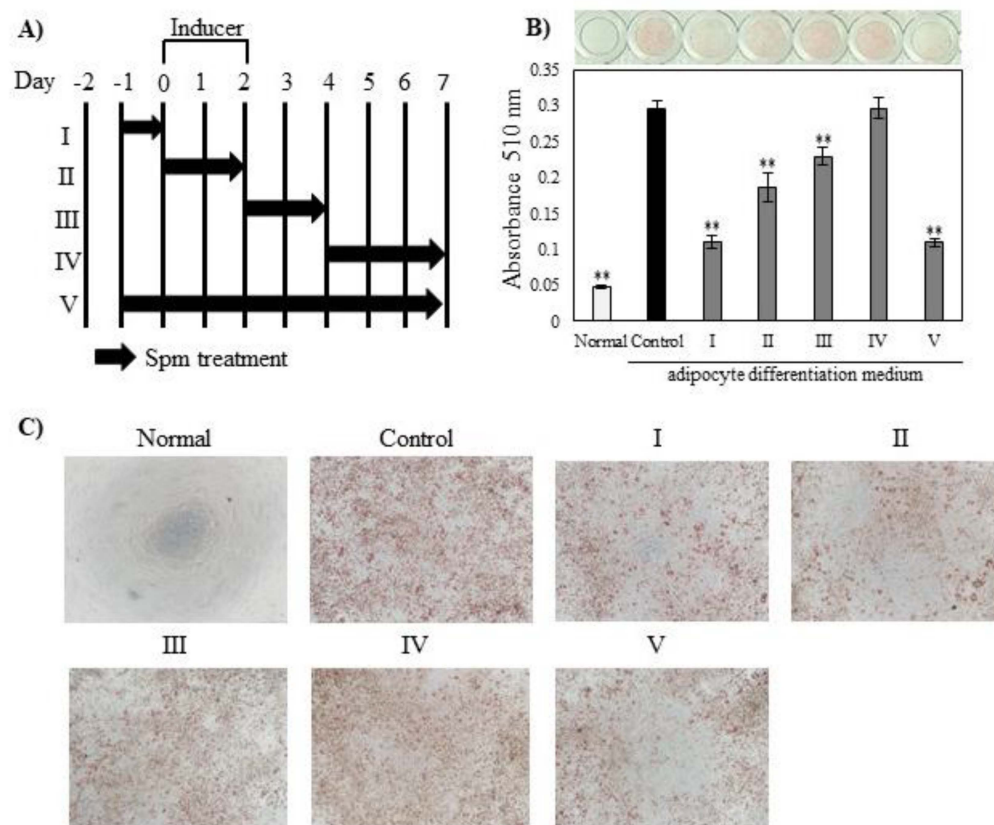 A)
Inducer
Day -2 -1 0 1 2 3 4 5 6 7
I
II
III
IV
V
Spm treatment
B)
Absorbance 510 nm
0.35
0.3
0.25
0.2
0.15
0.1
0.05
0
** ** ** ** **
Normal Control I II III IV V
adipocyte differentiation medium
C)
Normal Control I II
III IV V